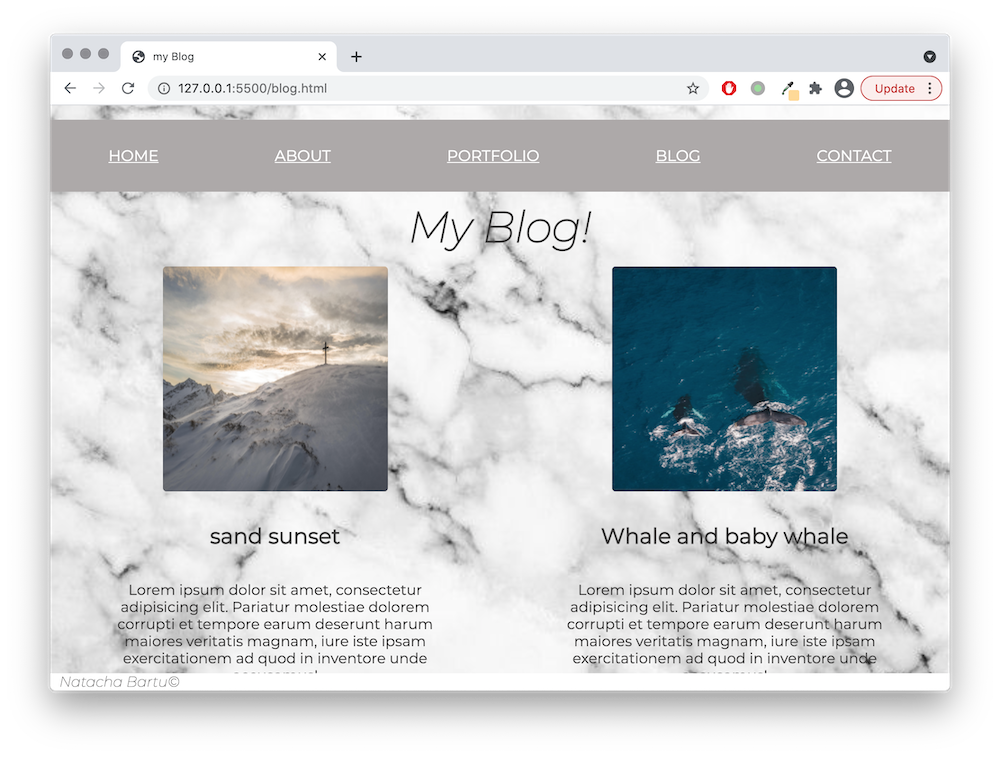 my Blog
127.0.0.1:5500/blog.html
Update
HOME ABOUT PORTFOLIO BLOG CONTACT
My Blog!
sand sunset
Lorem ipsum dolor sit amet, consectetur
adipisicing elit. Pariatur molestiae dolorem
corrupti et tempore earum deserunt harum
maiores veritatis magnam, iure iste ipsam
exercitationem ad quod in inventore unde
Whale and baby whale
Lorem ipsum dolor sit amet, consectetur
adipisicing elit. Pariatur molestiae dolorem
corrupti et tempore earum deserunt harum
maiores veritatis magnam, iure iste ipsam
exercitationem ad quod in inventore unde
Natacha Bartu©